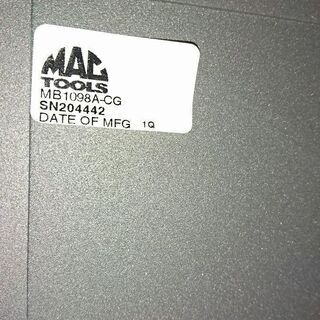 MAC
TOOLS
MB1098A-CG
SN204442
DATE OF MFG 1Q